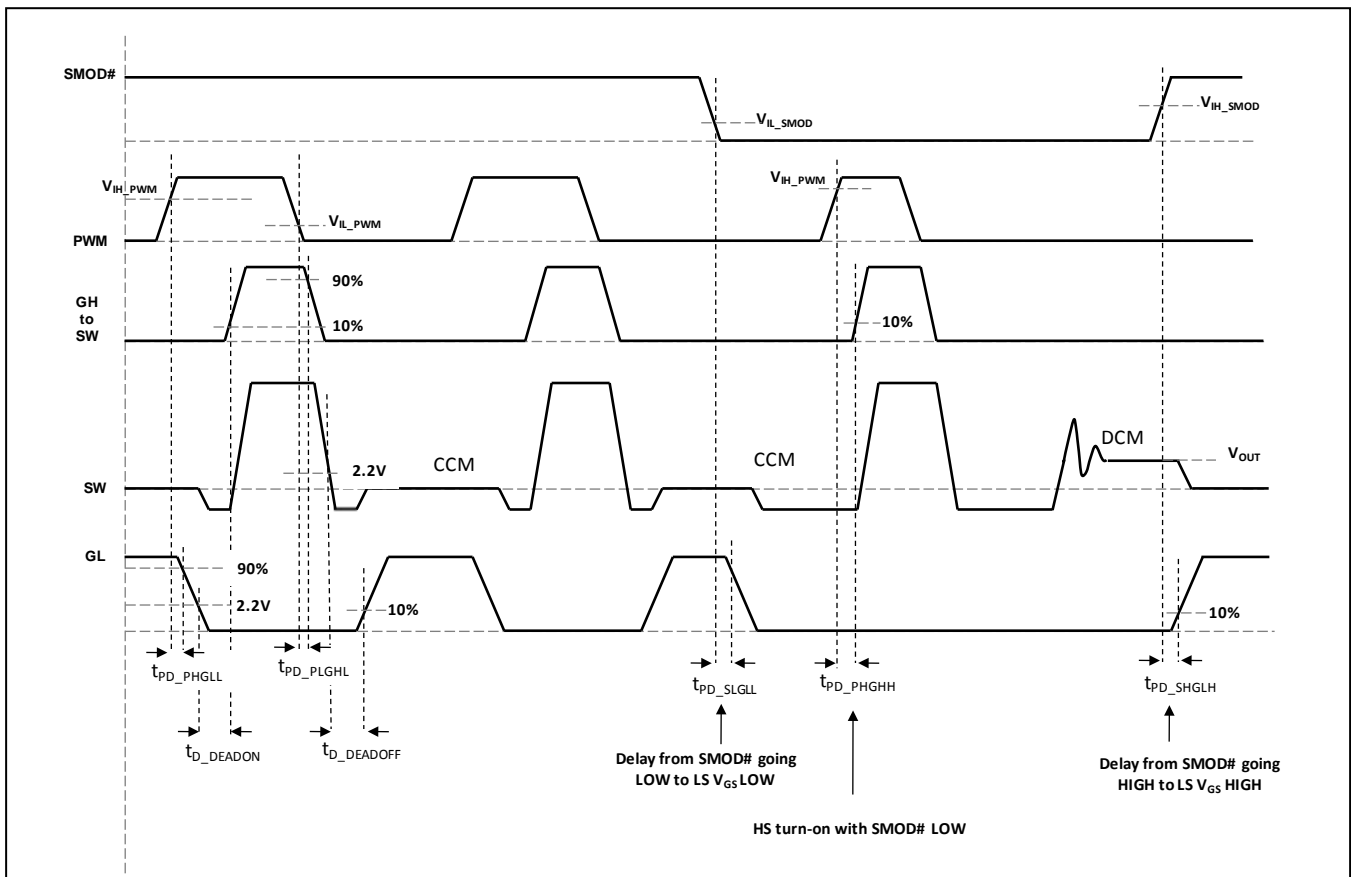 SMOD#
V_IL_SMOD
V_IH_SMOD
V_IH_PWM
V_IL_PWM
V_IH_PWM
PWM
GH
to
SW
90%
10%
10%
2.2V
CCM
CCM
DCM
V_OUT
SW
GL
90%
2.2V
10%
10%
t_PD_PHGLL
t_PD_PLGHL
t_PD_SLGLL
t_PD_PHGHH
t_PD_SHGLH
t_D_DEADON
t_D_DEADOFF
Delay from SMOD# going
LOW to LS V_GS LOW
Delay from SMOD# going
HIGH to LS V_GS HIGH
HS turn-on with SMOD# LOW